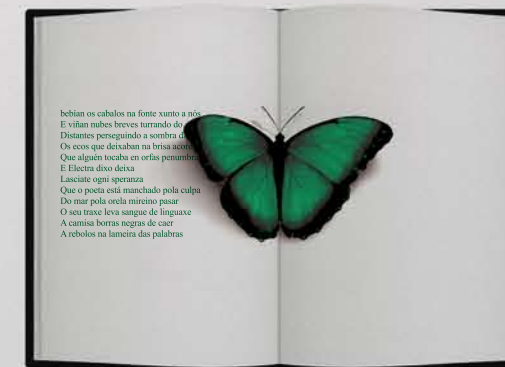 bebían os cabalos na fonte xunto a nós
E viñan nubes breves turrando do
Distantes perseguindo a sombra
Os ecos que deixaban na brisa
Que alguén tocaba en orfas
E Electra dixo deixa
Lasciate ogni speranza
Que o poeta está manchado pola culpa
Do mar pola orela mireino pasar
O seu traxe leva sangue de linguaxe
A camisa borras negras de caer
A rebolos na lameira das palabras